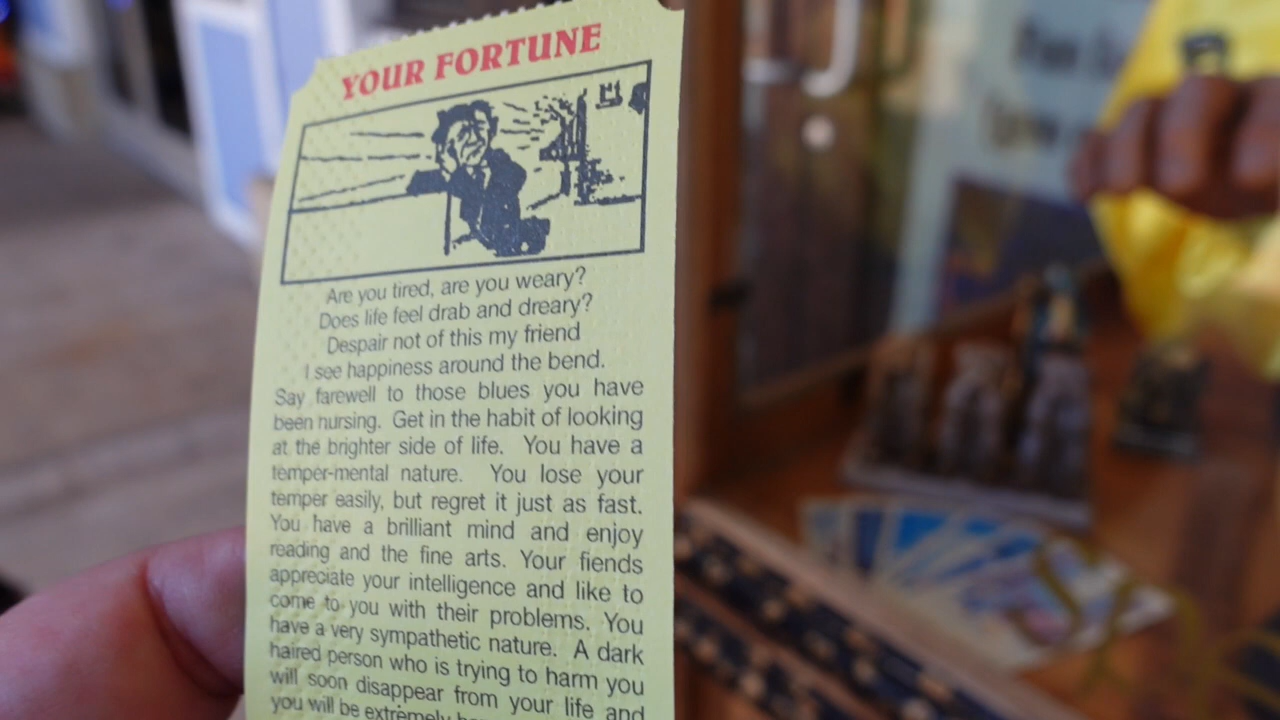 YOUR FORTUNE
Are you tired, are you weary?
Does life feel drab and dreary?
Despair not of this my friend
I see happiness around the bend.
Say farewell to those blues you have
been nursing. Get in the habit of looking
at the brighter side of life. You have a
temper-mental nature. You lose your
temper easily, but regret it just as fast.
You have a brilliant mind and enjoy
reading and the fine arts. Your fiends
appreciate your intelligence and like to
come to you with their problems. You
have a very sympathetic nature. A dark
haired person who is trying to harm you
will soon disappear from your life and
you will be extremely